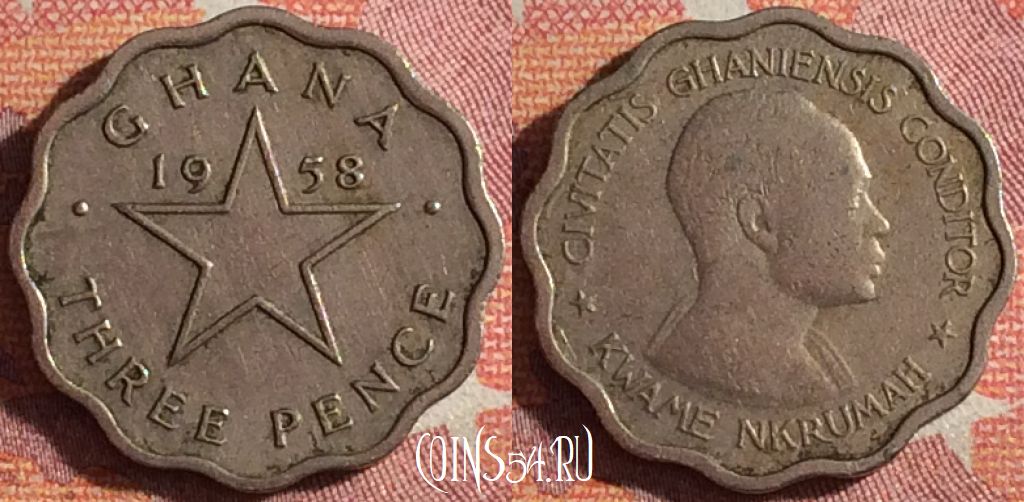 GHANA
1958
THREE PENCE
CIVITATIS GHANIENSIS CONDITOR
KWAME NKRUMAH
COINS54.RU